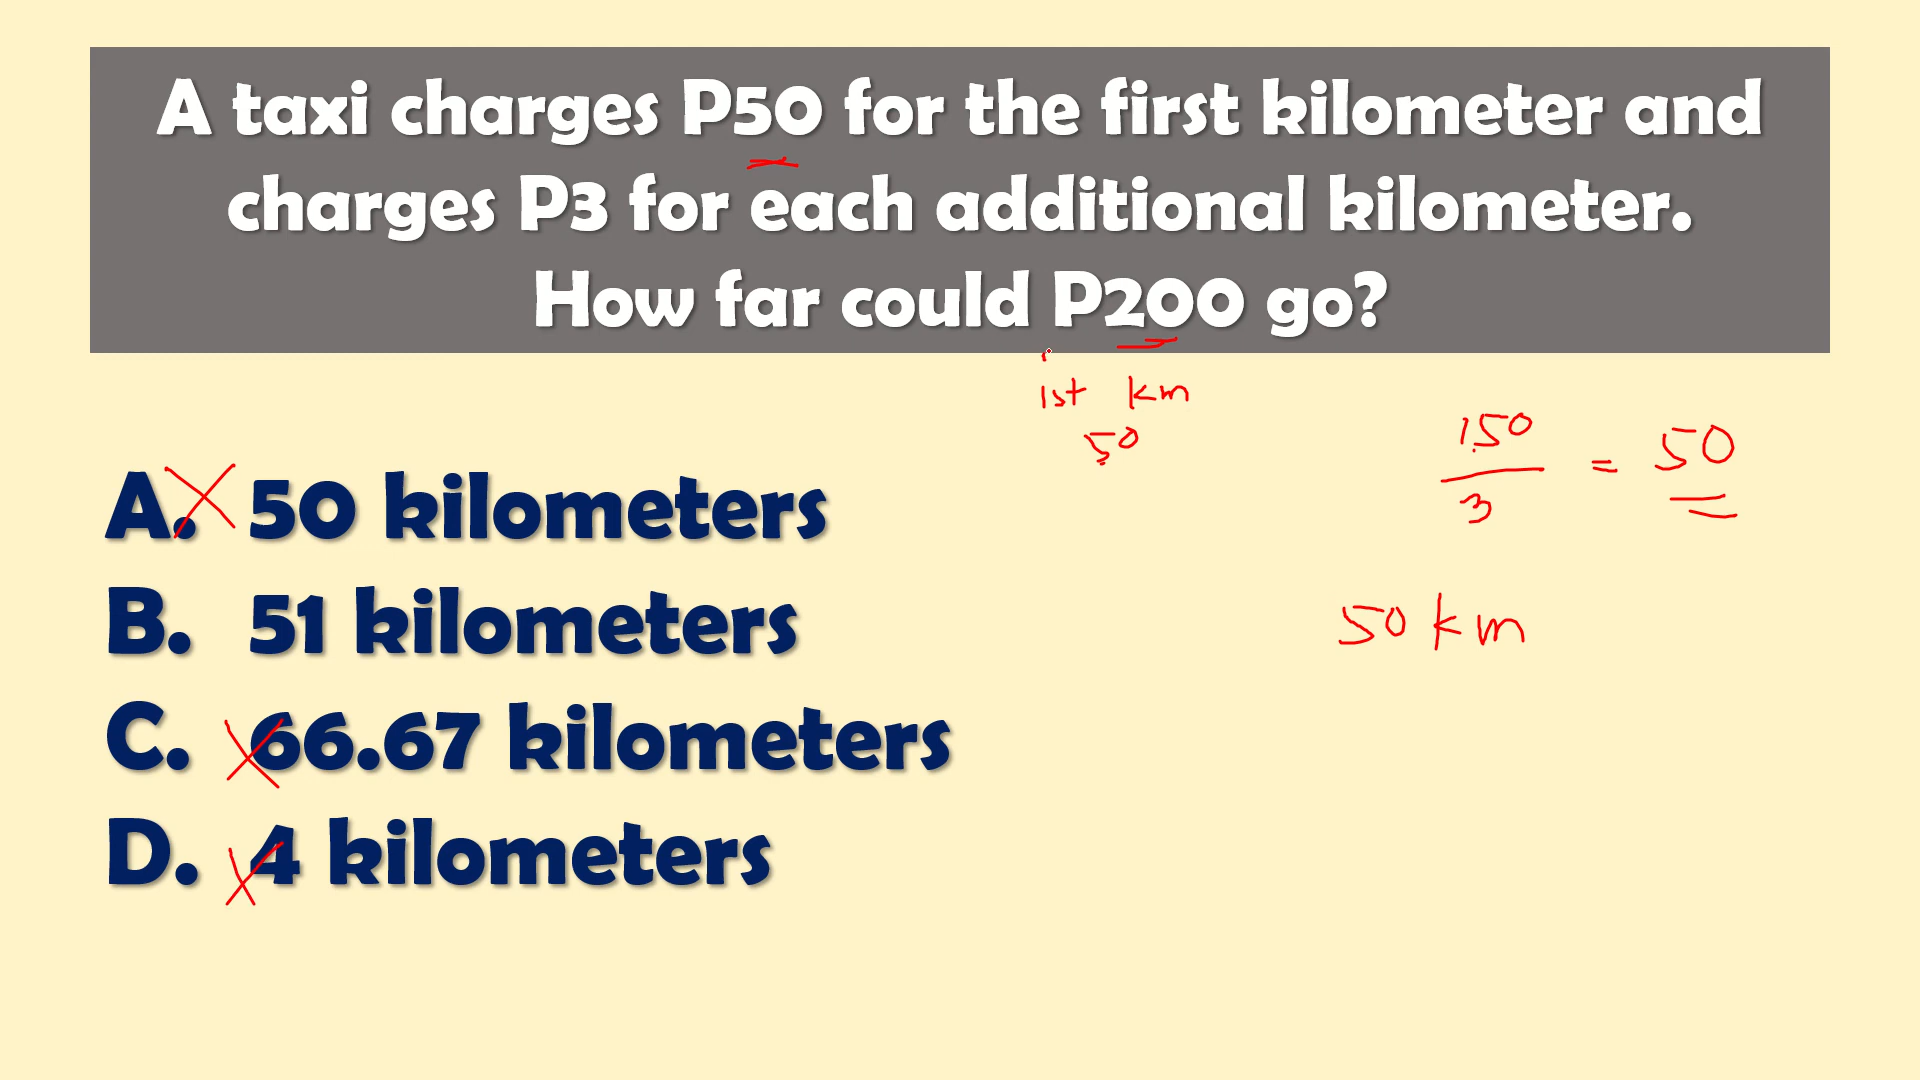 A taxi charges P50 for the first kilometer and
charges P3 for each additional kilometer.
How far could P200 go?
1st km
50
150
3
= 50
50 km
A. 50 kilometers
B. 51 kilometers
C. 66.67 kilometers
D. 4 kilometers